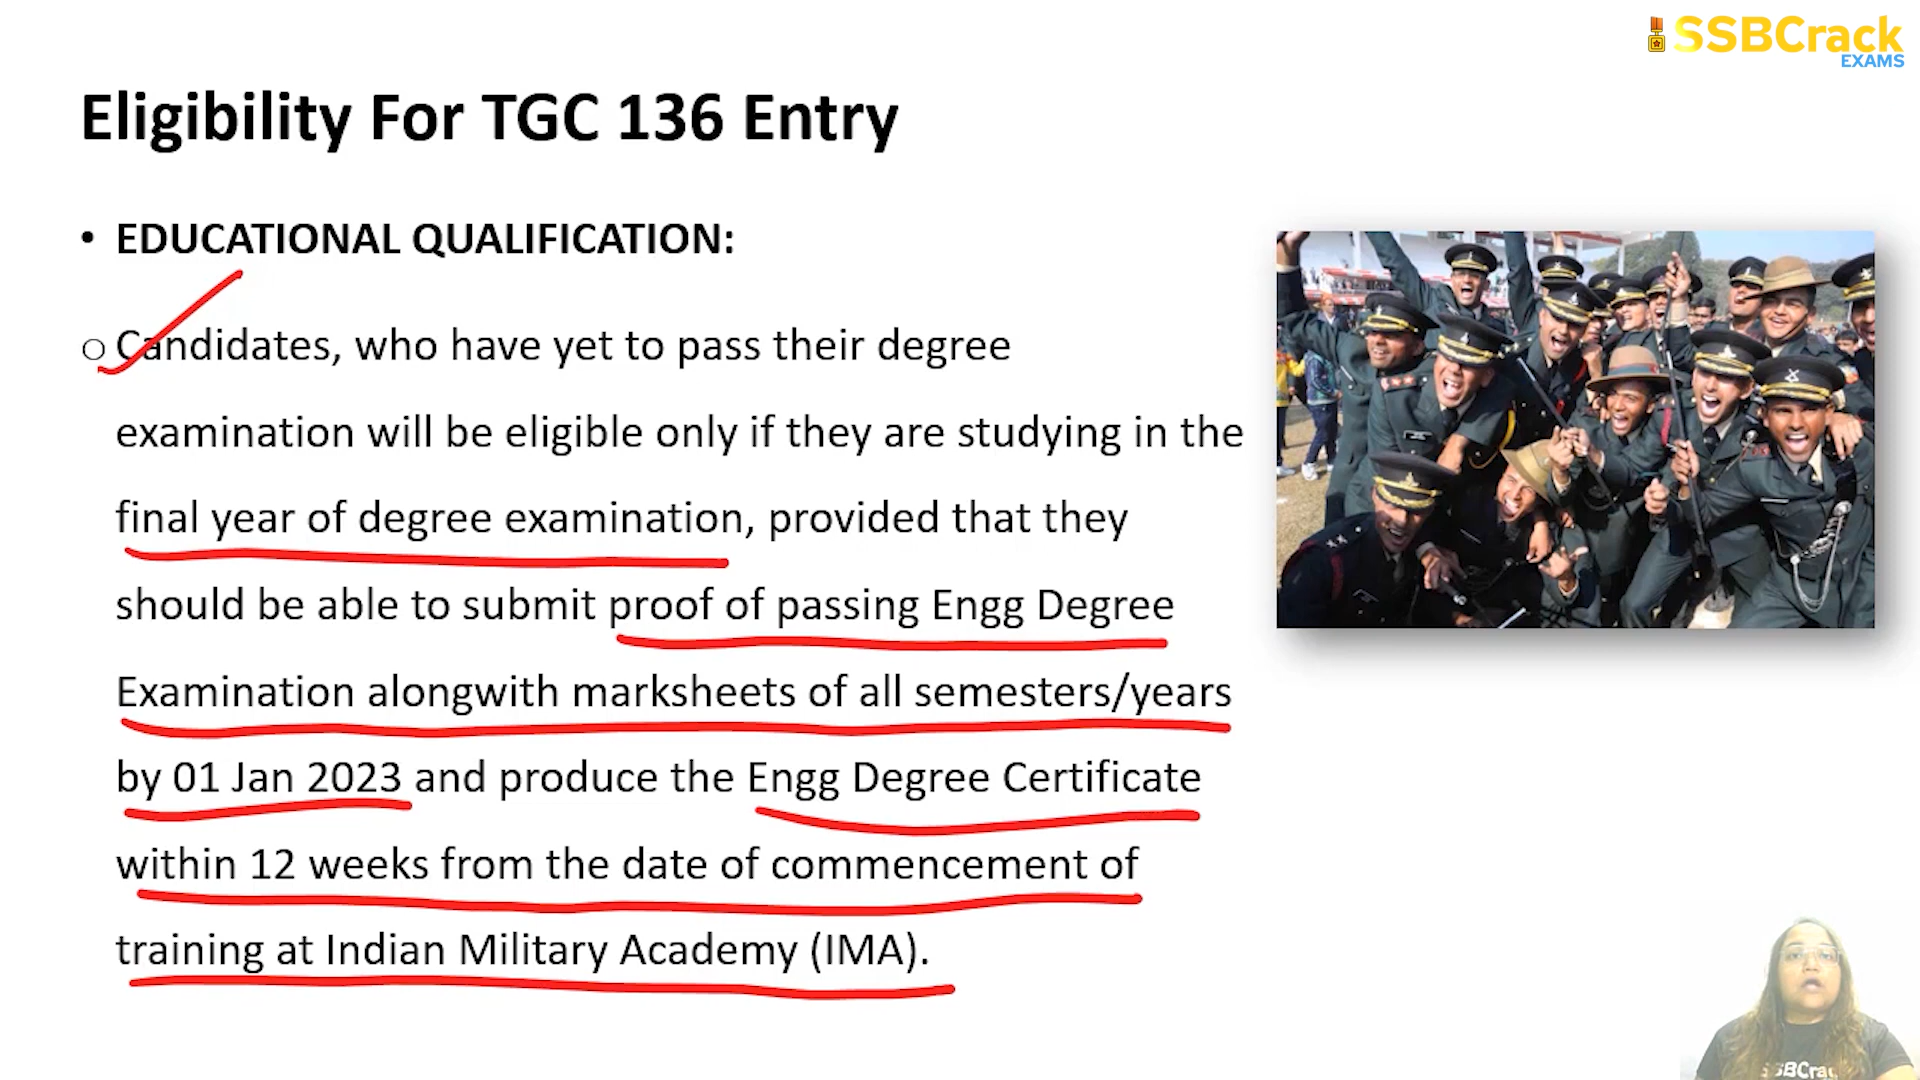 SSBCrack
EXAMS
Eligibility For TGC 136 Entry
• EDUCATIONAL QUALIFICATION:
o Candidates, who have yet to pass their degree
examination will be eligible only if they are studying in the
final year of degree examination, provided that they
should be able to submit proof of passing Engg Degree
Examination alongwith marksheets of all semesters/years
by 01 Jan 2023 and produce the Engg Degree Certificate
within 12 weeks from the date of commencement of
training at Indian Military Academy (IMA).